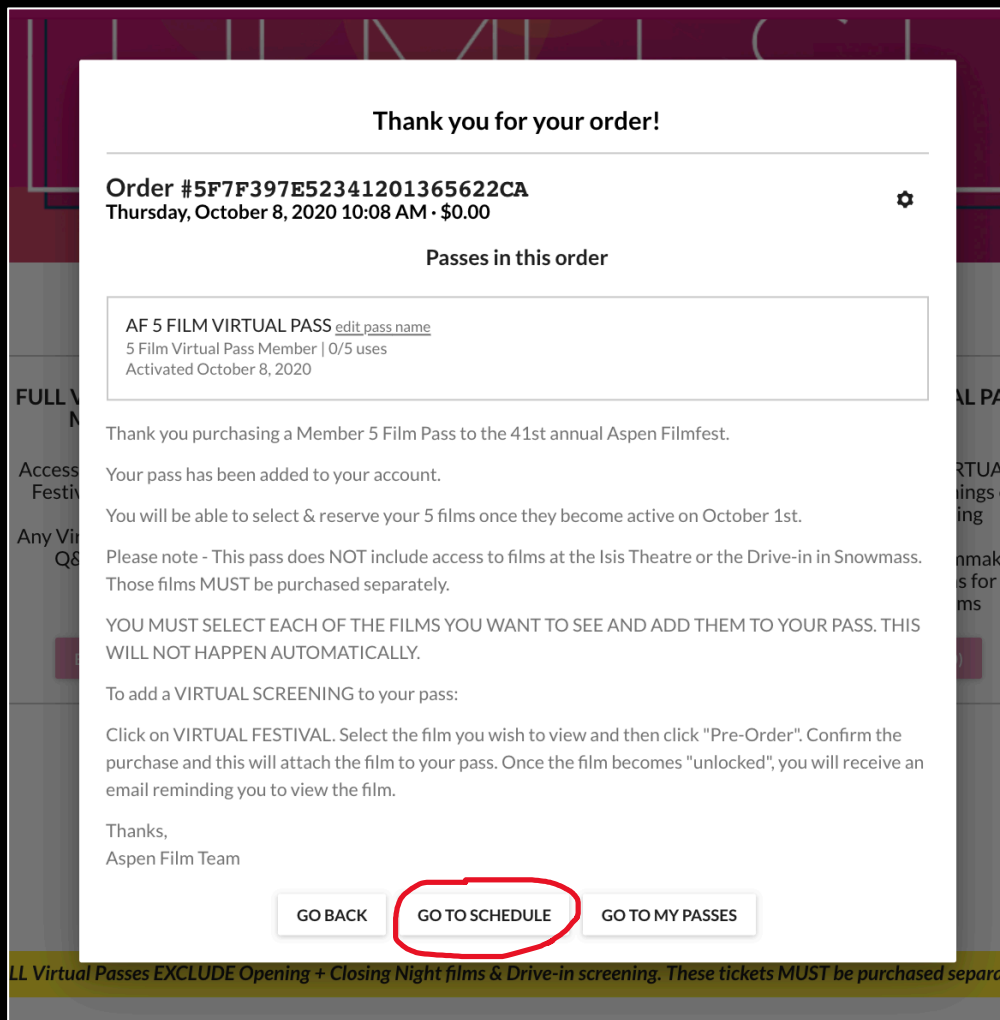 Thank you for your order!
Order #5F7F397E52341201365622CA
Thursday, October 8, 2020 10:08 AM · $0.00
Passes in this order
AF 5 FILM VIRTUAL PASS edit pass name
5 Film Virtual Pass Member | 0/5 uses
Activated October 8, 2020
Thank you purchasing a Member 5 Film Pass to the 41st annual Aspen Filmfest.
Your pass has been added to your account.
You will be able to select & reserve your 5 films once they become active on October 1st.
Please note - This pass does NOT include access to films at the Isis Theatre or the Drive-in in Snowmass.
Those films MUST be purchased separately.
YOU MUST SELECT EACH OF THE FILMS YOU WANT TO SEE AND ADD THEM TO YOUR PASS. THIS
WILL NOT HAPPEN AUTOMATICALLY.
To add a VIRTUAL SCREENING to your pass:
Click on VIRTUAL FESTIVAL. Select the film you wish to view and then click "Pre-Order". Confirm the
purchase and this will attach the film to your pass. Once the film becomes "unlocked", you will receive an
email reminding you to view the film.
Thanks,
Aspen Film Team
GO BACK GO TO SCHEDULE GO TO MY PASSES
FULL
Access
Any
LL Virtual Passes EXCLUDE Opening + Closing Night films & Drive-in screening. These tickets MUST be purchased separa